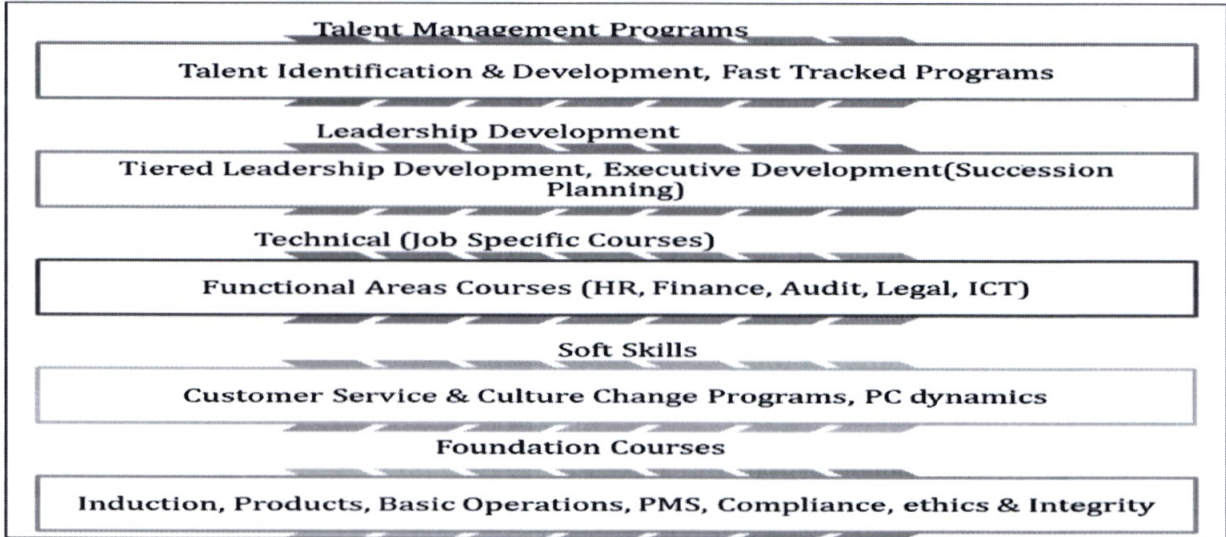 Talent Management Programs
Talent Identification & Development, Fast Tracked Programs
Leadership Development
Tiered Leadership Development, Executive Development(Succession
Planning)
Technical (Job Specific Courses)
Functional Areas Courses (HR, Finance, Audit, Legal, ICT)
Soft Skills
Customer Service & Culture Change Programs, PC dynamics
Foundation Courses
Induction, Products, Basic Operations, PMS, Compliance, ethics & Integrity